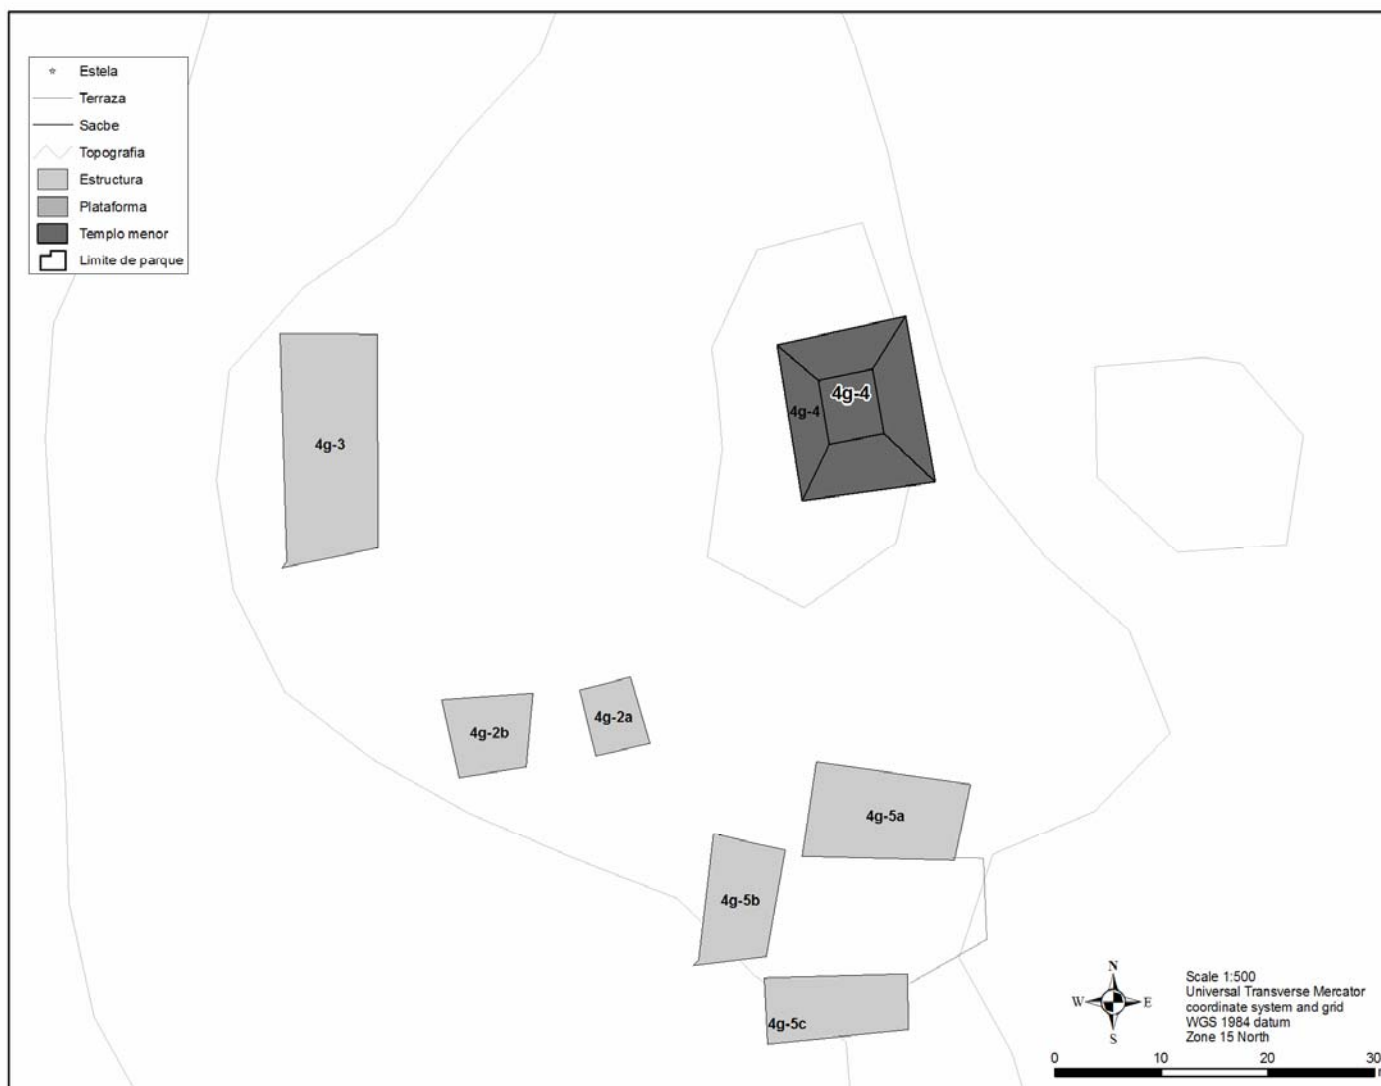 Estela
Terraza
Sacbe
Topografia
Estructura
Plataforma
Templo menor
Limite de parque
4g-3
4g-4
4g-4
4g-2b
4g-2a
4g-5a
4g-5b
4g-5c
N
W E
S
Scale 1:500
Universal Transverse Mercator
coordinate system and grid
WGS 1984 datum
Zone 15 North
0 10 20 30